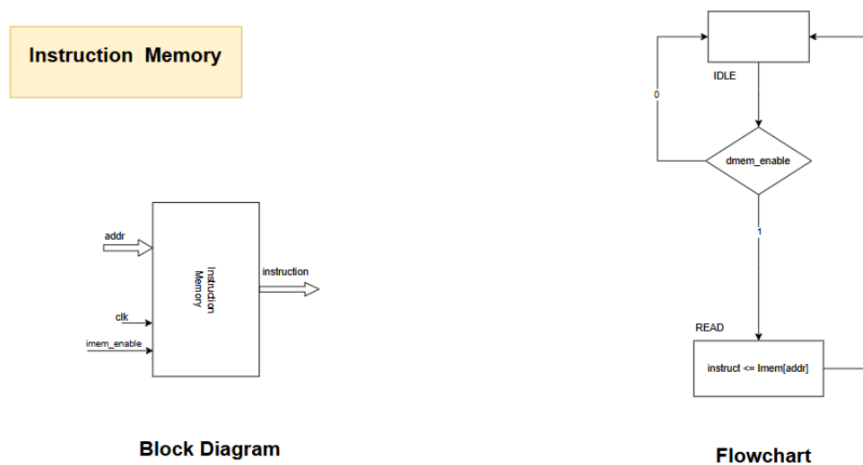 Instruction Memory
addr
clk
imem_enable
Instruction
Memory
instruction
Block Diagram
IDLE
0
dmem_enable
1
READ
instruct <= Imem[addr]
Flowchart